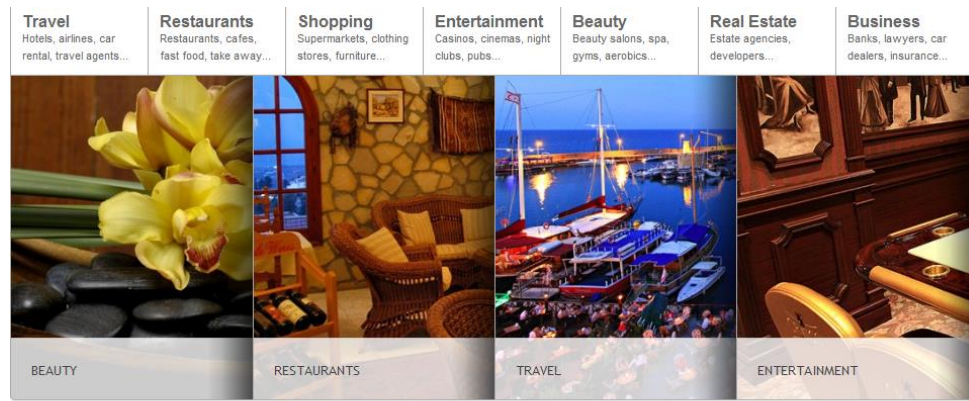 Travel
Hotels, airlines, car
rental, travel agents...
Restaurants
Restaurants, cafes,
fast food, take away...
Shopping
Supermarkets, clothing
stores, furniture...
Entertainment
Casinos, cinemas, night
clubs, pubs...
Beauty
Beauty salons, spa,
gyms, aerobics...
Real Estate
Estate agencies,
developers...
Business
Banks, lawyers, car
dealers, insurance...
BEAUTY
RESTAURANTS
TRAVEL
ENTERTAINMENT